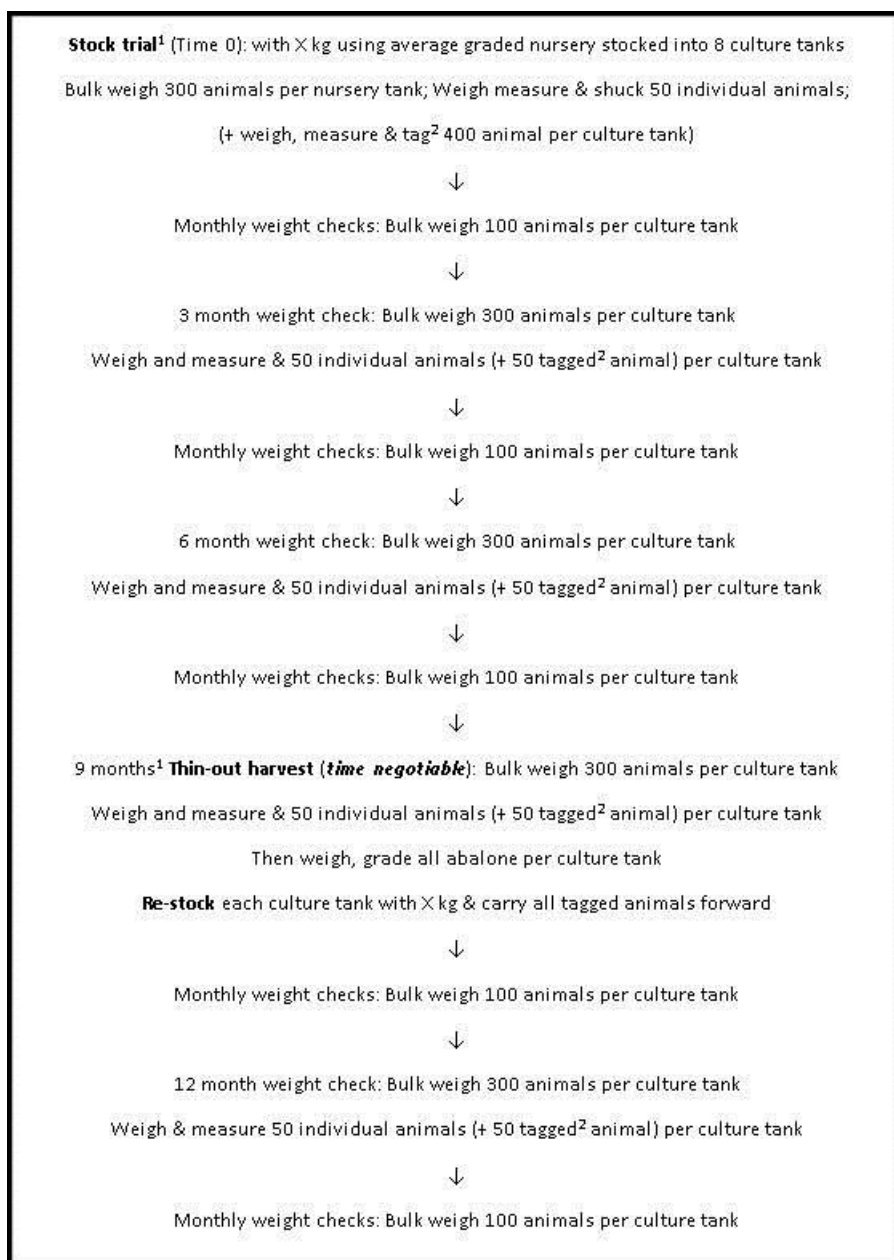 Stock trial¹ (Time 0): with X kg using average graded nursery stocked into 8 culture tanks
Bulk weigh 300 animals per nursery tank; Weigh measure & shuck 50 individual animals;
(+ weigh, measure & tag² 400 animal per culture tank)
↓
Monthly weight checks: Bulk weigh 100 animals per culture tank
↓
3 month weight check: Bulk weigh 300 animals per culture tank
Weigh and measure & 50 individual animals (+ 50 tagged² animal) per culture tank
↓
Monthly weight checks: Bulk weigh 100 animals per culture tank
↓
6 month weight check: Bulk weigh 300 animals per culture tank
Weigh and measure & 50 individual animals (+ 50 tagged² animal) per culture tank
↓
Monthly weight checks: Bulk weigh 100 animals per culture tank
↓
9 months¹ Thin-out harvest (time negotiable): Bulk weigh 300 animals per culture tank
Weigh and measure & 50 individual animals (+ 50 tagged² animal) per culture tank
Then weigh, grade all abalone per culture tank
Re-stock each culture tank with X kg & carry all tagged animals forward
↓
Monthly weight checks: Bulk weigh 100 animals per culture tank
↓
12 month weight check: Bulk weigh 300 animals per culture tank
Weigh & measure 50 individual animals (+ 50 tagged² animal) per culture tank
↓
Monthly weight checks: Bulk weigh 100 animals per culture tank